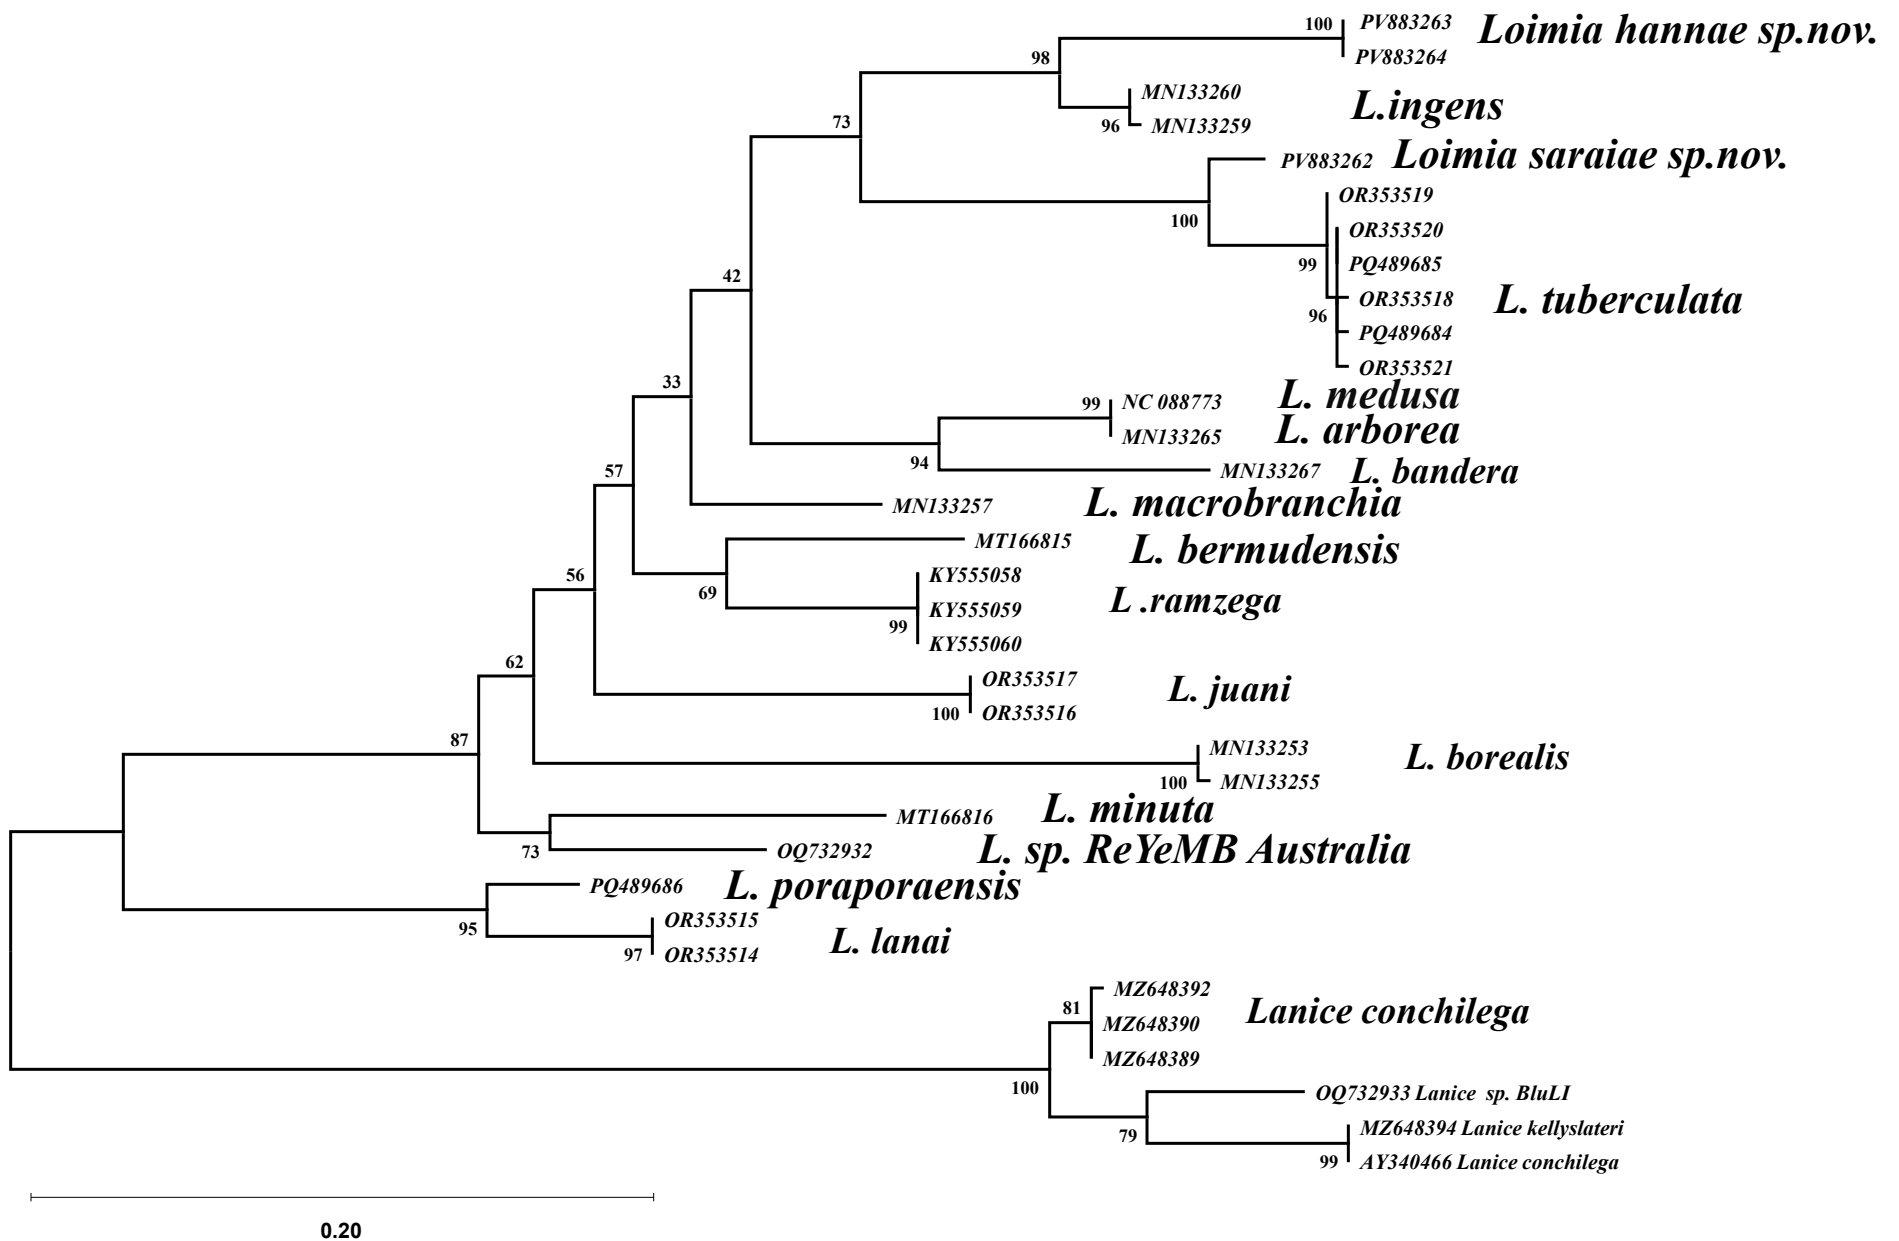 100 PV883263 Loimia hannae sp.nov.
98 PV883264
MN133260
L.ingens
96 MN133259
73
PV883262 Loimia saraiae sp.nov.
OR353519
100
OR353520
99 PQ489685
OR353518 L. tuberculata
96
PQ489684
OR353521
42
L. medusa
99 NC 088773
MN133265 L. arborea
94 MN133267 L. bandera
33
MN133257 L. macrobranchia
57
MT166815 L. bermudensis
KY555058
69
KY555059 L .ramzega
99
KY555060
56
OR353517 L. juani
100 OR353516
62
MN133253 L. borealis
100 MN133255
87
MT166816 L. minuta
73 OQ732932 L. sp. ReYeMB Australia
PQ489686 L. poraporaensis
95
OR353515 L. lanai
97 OR353514
MZ648392
81 Lanice conchilega
MZ648390
MZ648389
100
OQ732933 Lanice sp. BluLI
79
MZ648394 Lanice kellyslateri
99 AY340466 Lanice conchilega
0.20